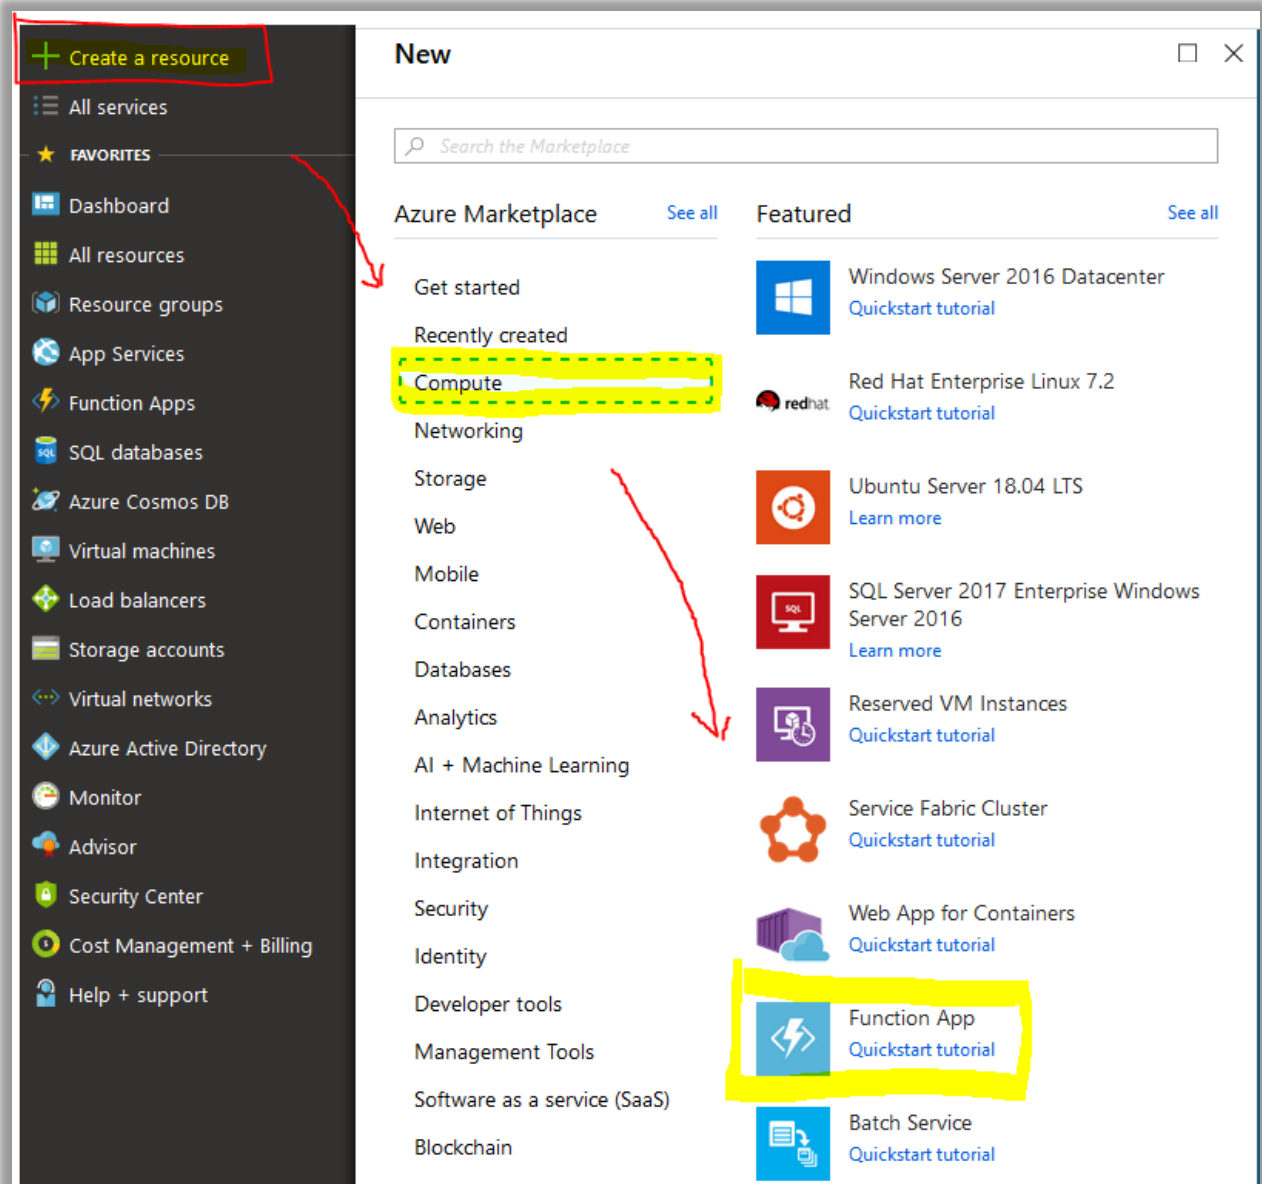 Create a resource
All services
FAVORITES
Dashboard
All resources
Resource groups
App Services
Function Apps
SQL
SQL databases
Azure Cosmos DB
Virtual machines
Load balancers
Storage accounts
Virtual networks
Azure Active Directory
Monitor
Advisor
Security Center
Cost Management + Billing
Help + support
New
Search the Marketplace
Azure Marketplace
See all
Get started
Recently created
Compute
Networking
Storage
Web
Mobile
Containers
Databases
Analytics
AI + Machine Learning
Internet of Things
Integration
Security
Identity
Developer tools
Management Tools
Software as a service (SaaS)
Blockchain
Featured
See all
Windows Server 2016 Datacenter
Quickstart tutorial
redhat
Red Hat Enterprise Linux 7.2
Quickstart tutorial
Ubuntu Server 18.04 LTS
Learn more
SQL
SQL Server 2017 Enterprise Windows
Server 2016
Learn more
Reserved VM Instances
Quickstart tutorial
Service Fabric Cluster
Quickstart tutorial
Web App for Containers
Quickstart tutorial
Function App
Quickstart tutorial
Batch Service
Quickstart tutorial